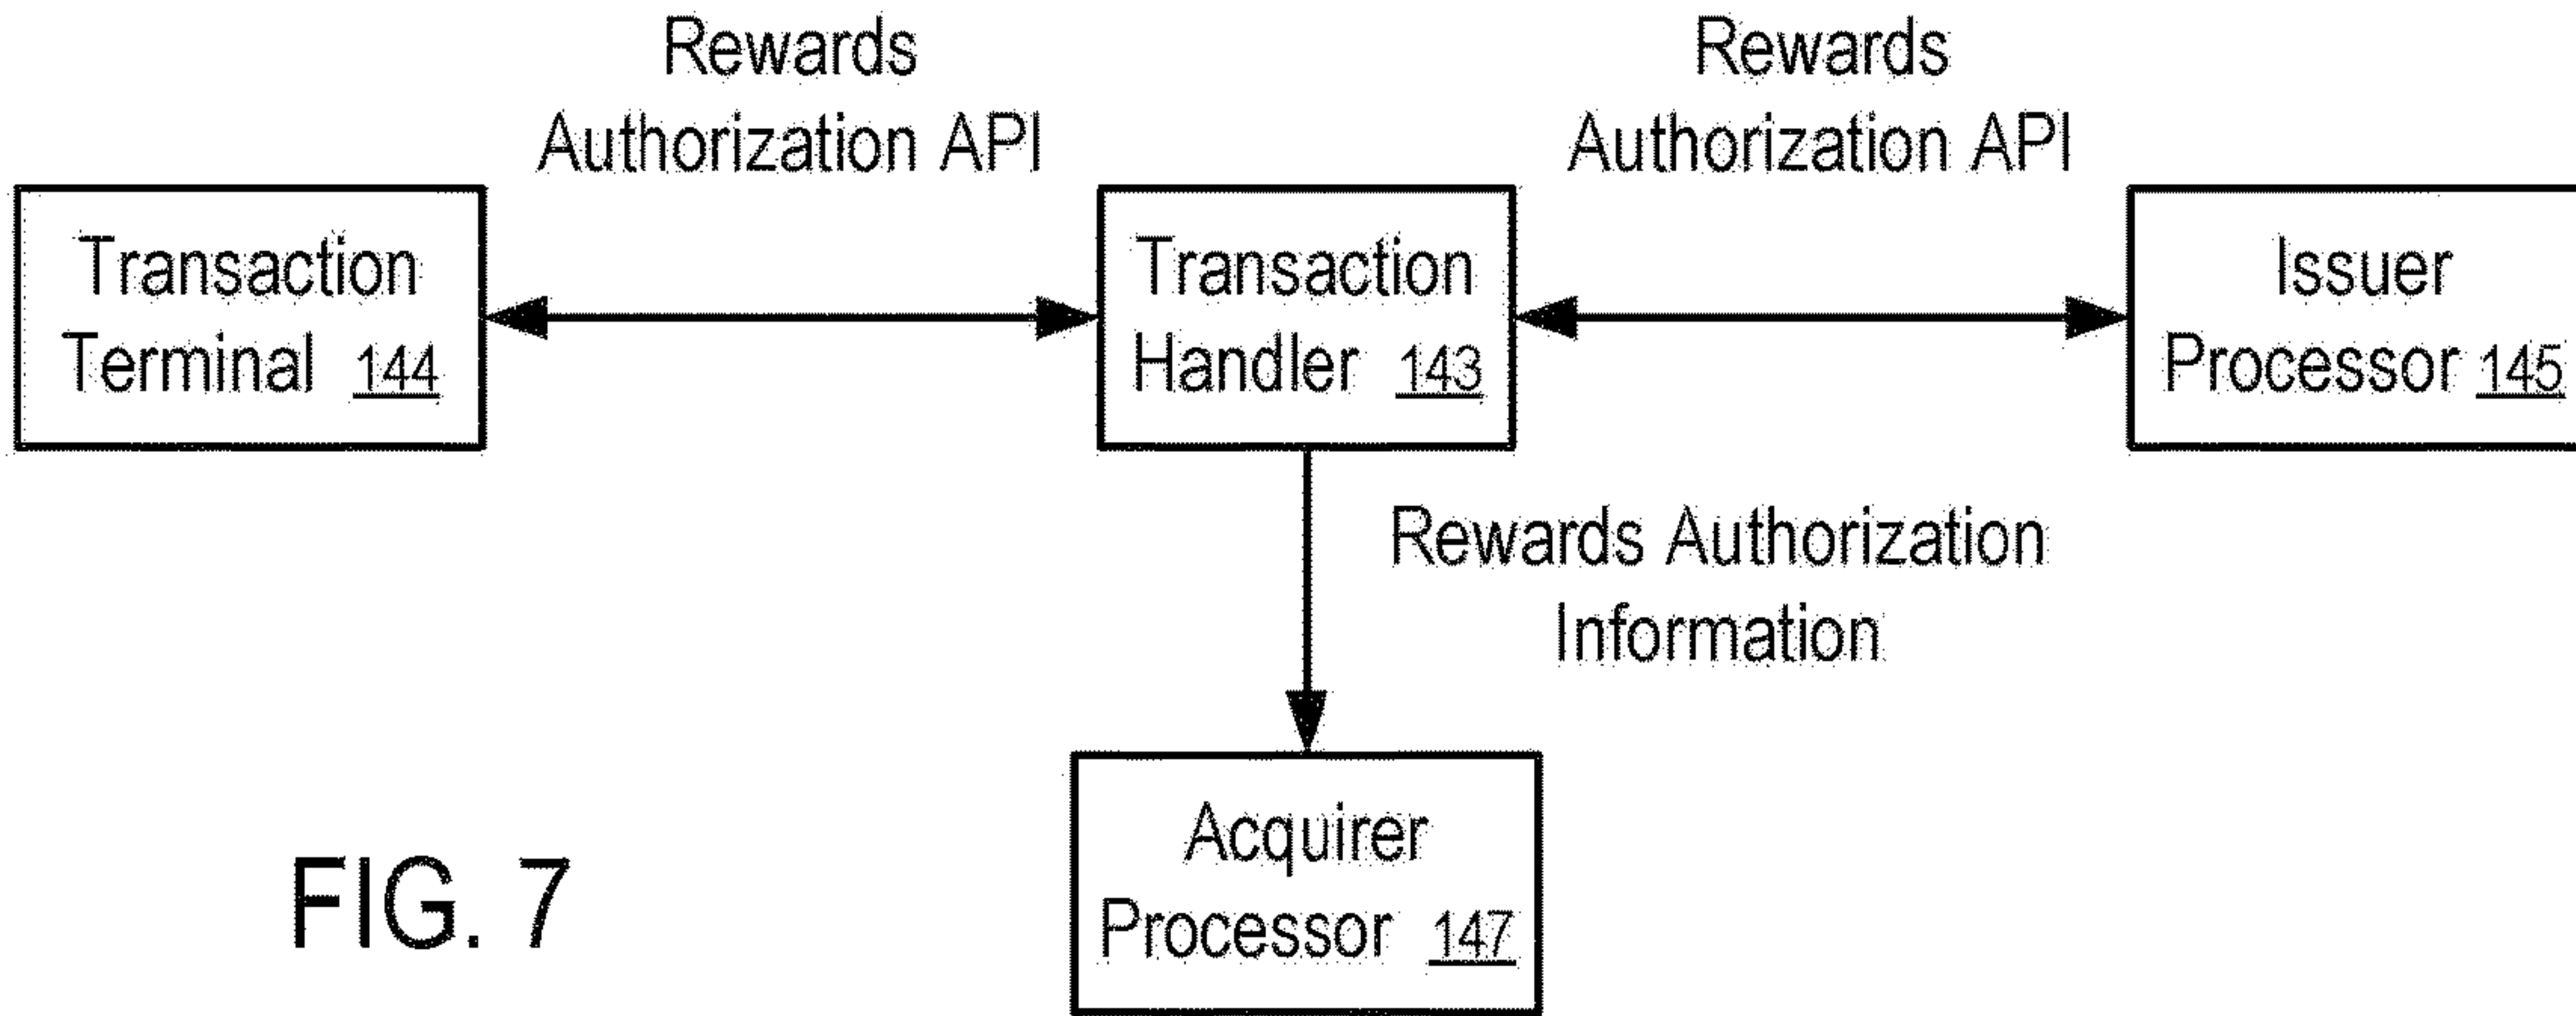 Rewards
Authorization API
Rewards
Authorization API
Transaction
Terminal 144
Transaction
Handler 143
Issuer
Processor 145
Rewards Authorization
Information
Acquirer
Processor 147
FIG. 7